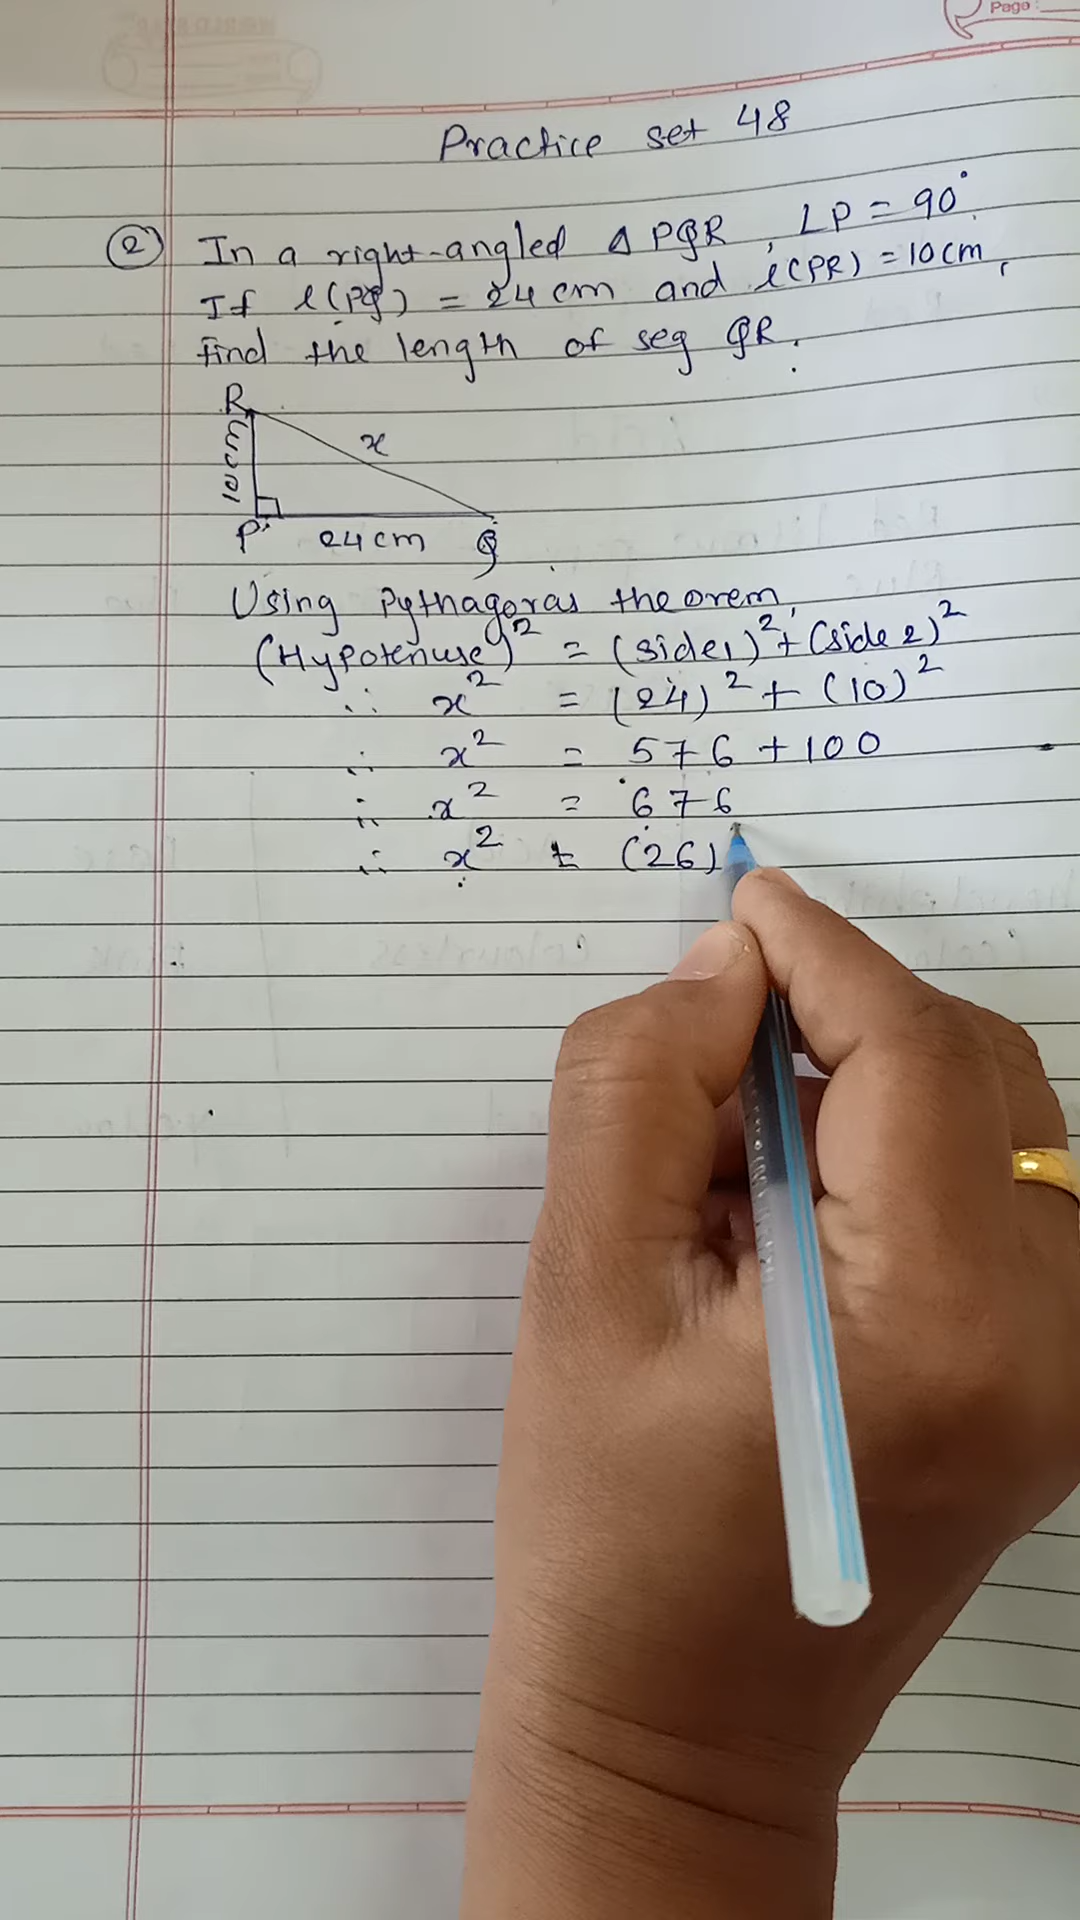 Page :
Practice set 48
(2) In a right-angled △ PQR, ∠P = 90°.
If l(PQ) = 24 cm and l(PR) = 10 cm,
find the length of seg QR.
R
10 cm
x
P
24 cm
Q
Using Pythagoras theorem,
(Hypotenuse)² = (side1)² + (side 2)²
∴ x² = (24)² + (10)²
∴ x² = 576 + 100
∴ x² = 676
∴ x² = (26)